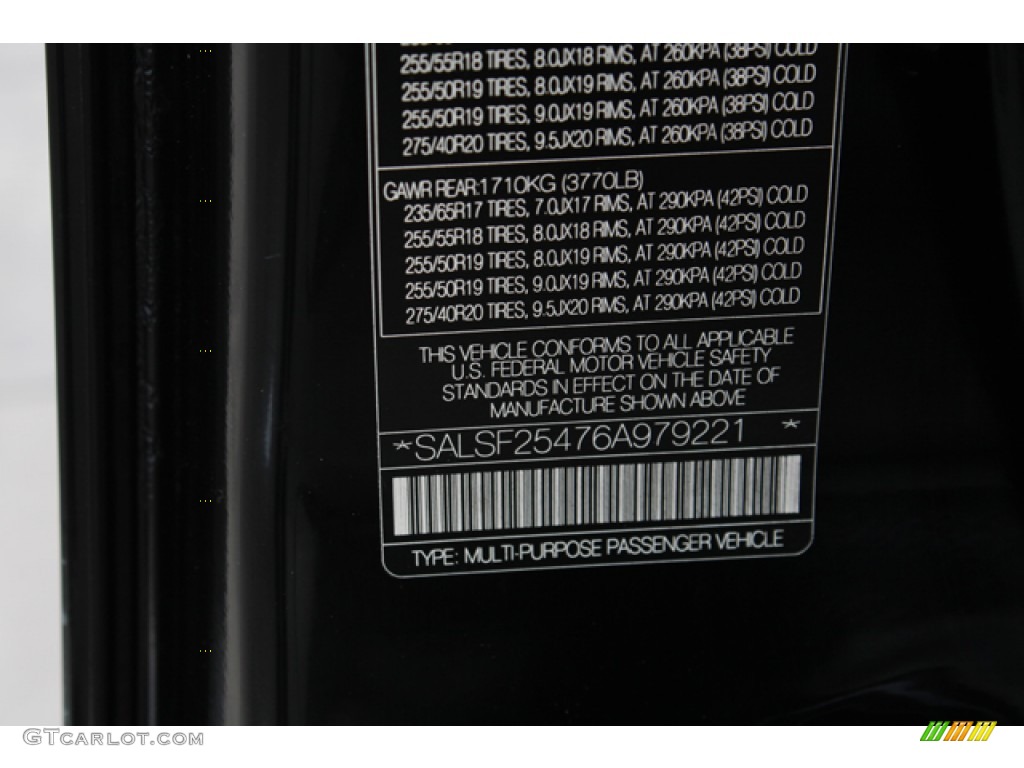 255/55R18 TIRES, 8.0JX18 RIMS, AT 260KPA (38PSI) COLD
255/50R19 TIRES, 8.0JX19 RIMS, AT 260KPA (38PSI) COLD
255/50R19 TIRES, 9.0JX19 RIMS, AT 260KPA (38PSI) COLD
275/40R20 TIRES, 9.5JX20 RIMS, AT 260KPA (38PSI) COLD
GAWR REAR:1710KG (3770LB)
235/65R17 TIRES, 7.0JX17 RIMS, AT 290KPA (42PSI) COLD
255/55R18 TIRES, 8.0JX18 RIMS, AT 290KPA (42PSI) COLD
255/50R19 TIRES, 8.0JX19 RIMS, AT 290KPA (42PSI) COLD
255/50R19 TIRES, 9.0JX19 RIMS, AT 290KPA (42PSI) COLD
275/40R20 TIRES, 9.5JX20 RIMS, AT 290KPA (42PSI) COLD
THIS VEHICLE CONFORMS TO ALL APPLICABLE
U.S. FEDERAL MOTOR VEHICLE SAFETY
STANDARDS IN EFFECT ON THE DATE OF
MANUFACTURE SHOWN ABOVE
*SALSF25476A979221 *
TYPE: MULTI-PURPOSE PASSENGER VEHICLE
GTCARLOT.COM